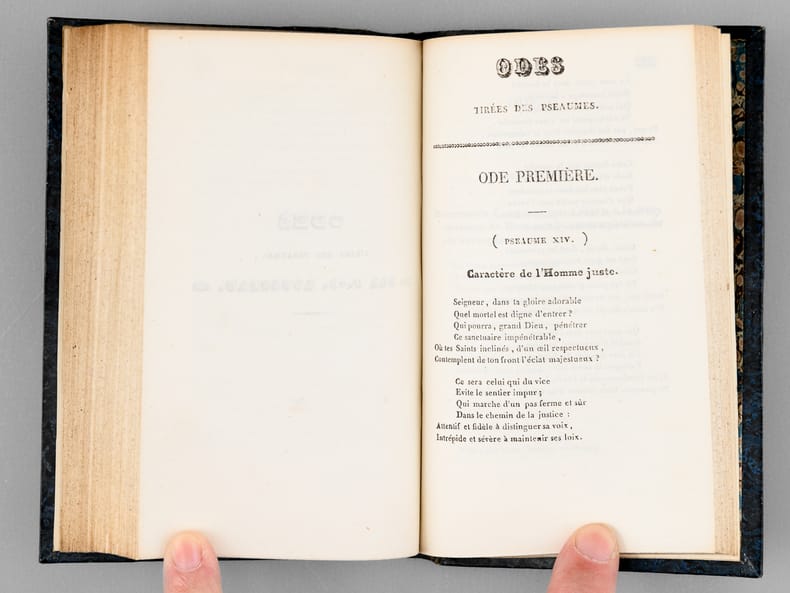 ODES
TIRÉES DES PSEAUMES.
ODE PREMIÈRE.
( PSEAUME XIV. )
Caractère de l'Homme juste.
Seigneur, dans ta gloire adorable
Quel mortel est digne d'entrer ?
Qui pourra, grand Dieu, pénétrer
Ce sanctuaire impénétrable,
Où tes Saints inclinés, d'un œil respectueux,
Contemplent de ton front l'éclat majestueux ?
Ce sera celui qui du vice
Evite le sentier impur ;
Qui marche d'un pas ferme et sûr
Dans le chemin de la justice :
Attentif et fidèle à distinguer sa voix,
Intrépide et sévère à maintenir ses loix.